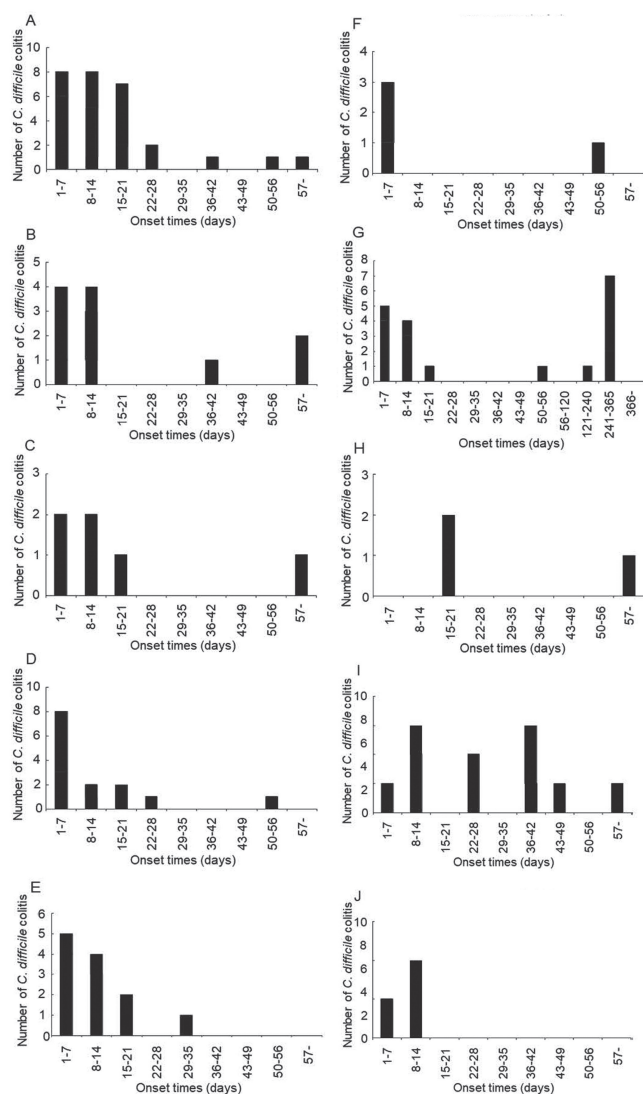 A
Number of C. difficile colitis
10
8
6
4
2
0
1-7 8-14 15-21 22-28 29-35 36-42 43-49 50-56 57-
Onset times (days)
B
Number of C. difficile colitis
5
4
3
2
1
0
1-7 8-14 15-21 22-28 29-35 36-42 43-49 50-56 57-
Onset times (days)
C
Number of C. difficile colitis
3
2
1
0
1-7 8-14 15-21 22-28 29-35 36-42 43-49 50-56 57-
Onset times (days)
D
Number of C. difficile colitis
10
8
6
4
2
0
1-7 8-14 15-21 22-28 29-35 36-42 43-49 50-56 57-
Onset times (days)
E
Number of C. difficile colitis
6
5
4
3
2
1
0
1-7 8-14 15-21 22-28 29-35 36-42 43-49 50-56 57-
Onset times (days)
F
Number of C. difficile colitis
4
3
2
1
0
1-7 8-14 15-21 22-28 29-35 36-42 43-49 50-56 57-
Onset times (days)
G
Number of C. difficile colitis
8
7
6
5
4
3
2
1
0
1-7 8-14 15-21 22-28 29-35 36-42 43-49 50-56 56-120 121-240 241-365 366-
Onset times (days)
H
Number of C. difficile colitis
3
2
1
0
1-7 8-14 15-21 22-28 29-35 36-42 43-49 50-56 57-
Onset times (days)
I
Number of C. difficile colitis
10
8
6
4
2
0
1-7 8-14 15-21 22-28 29-35 36-42 43-49 50-56 57-
Onset times (days)
J
Number of C. difficile colitis
10
8
6
4
2
0
1-7 8-14 15-21 22-28 29-35 36-42 43-49 50-56 57-
Onset times (days)